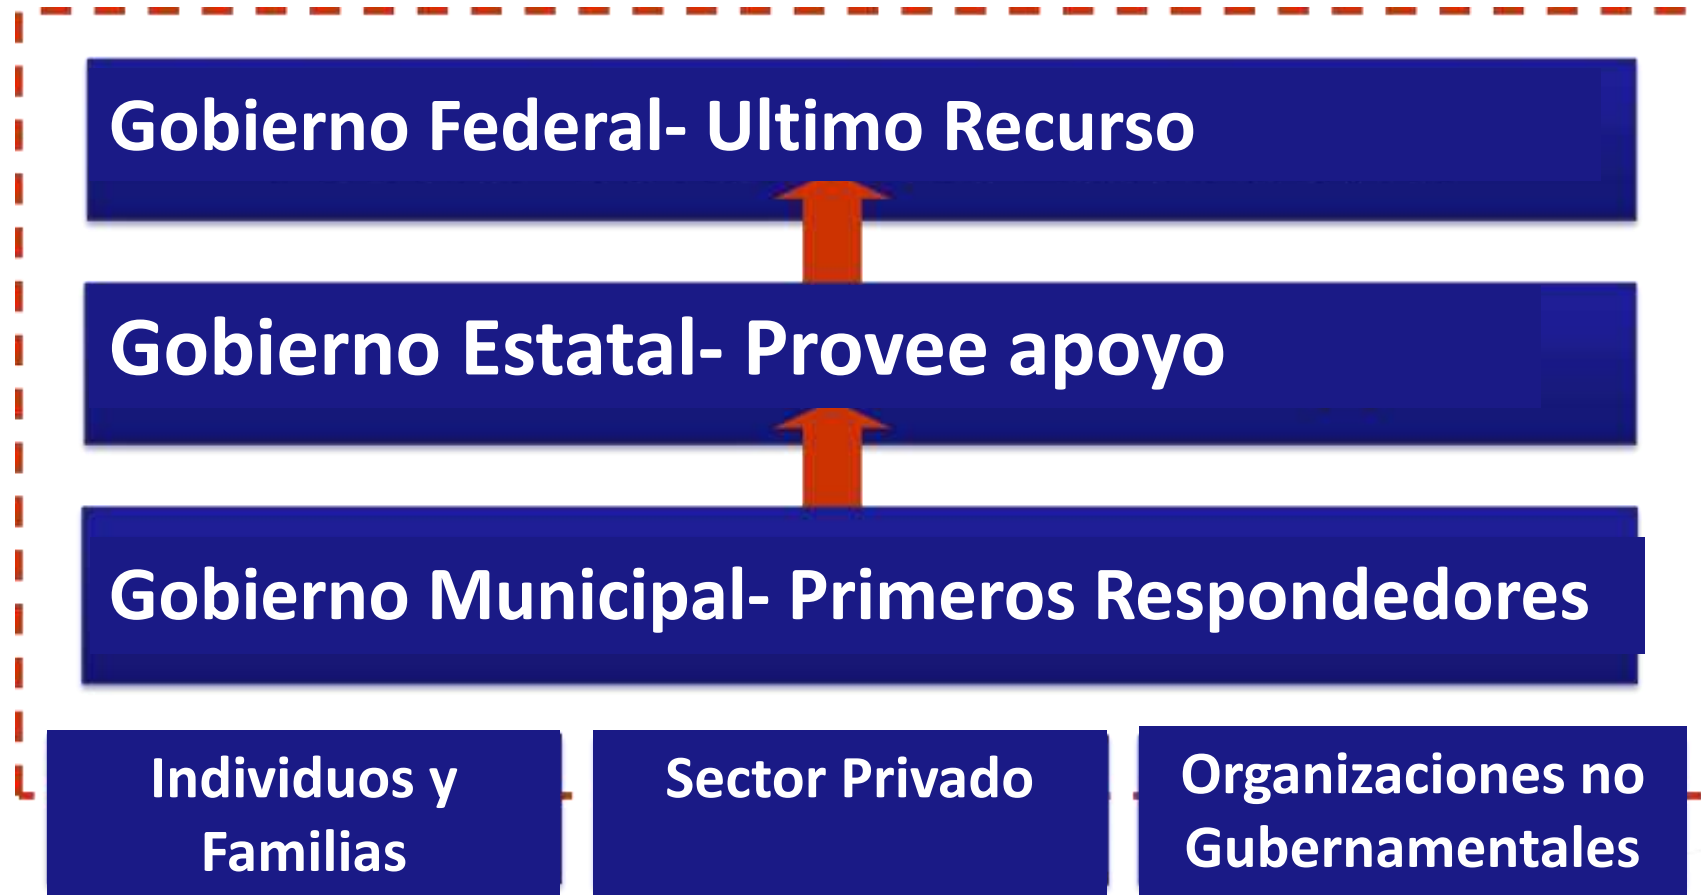 Gobierno Federal- Ultimo Recurso
Gobierno Estatal- Provee apoyo
Gobierno Municipal- Primeros Respondedores
Individuos y
Familias
Sector Privado
Organizaciones no
Gubernamentales